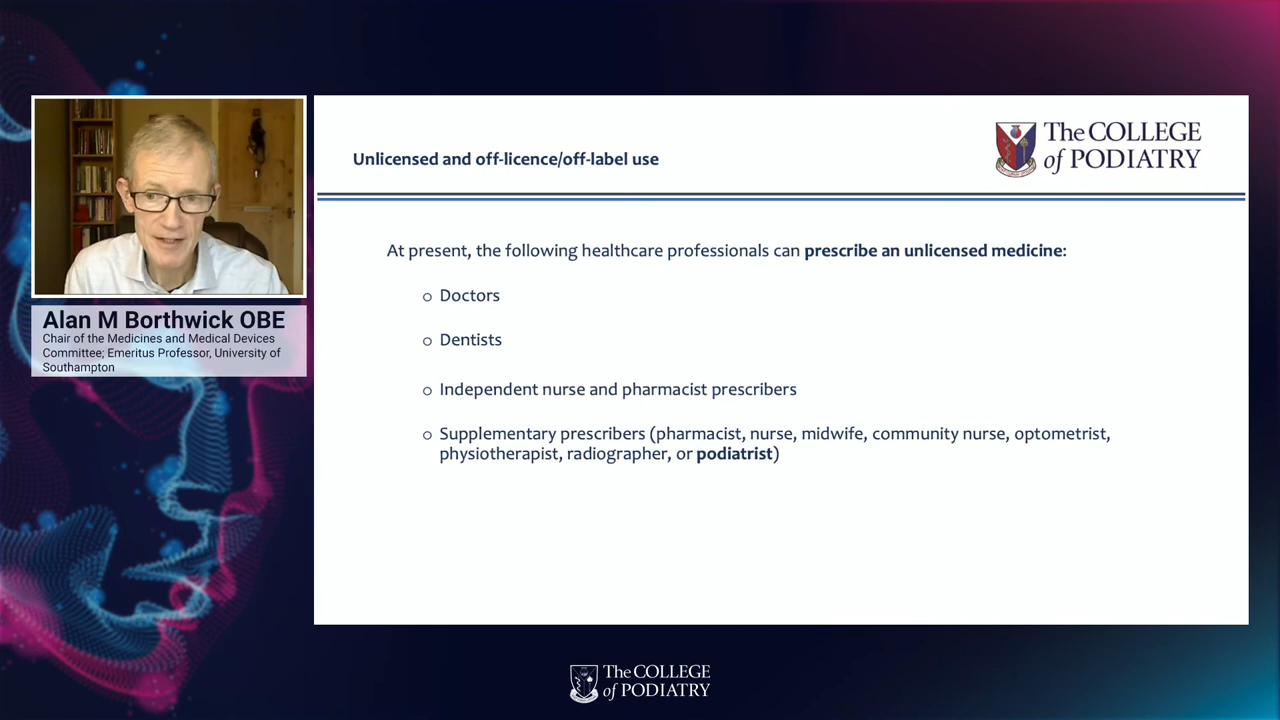 Unlicensed and off-licence/off-label use
The COLLEGE
of PODIATRY
At present, the following healthcare professionals can prescribe an unlicensed medicine:
o Doctors
o Dentists
o Independent nurse and pharmacist prescribers
o Supplementary prescribers (pharmacist, nurse, midwife, community nurse, optometrist,
physiotherapist, radiographer, or podiatrist)
Alan M Borthwick OBE
Chair of the Medicines and Medical Devices
Committee; Emeritus Professor, University of
Southampton
The COLLEGE
of PODIATRY